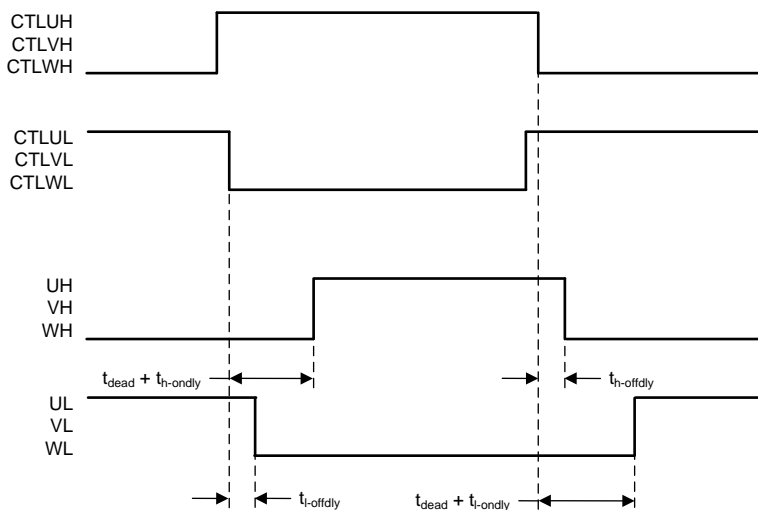 CTLUH
CTLVH
CTLWH
CTLUL
CTLVL
CTLWL
UH
VH
WH
tdead + th-ondly
th-offdly
UL
VL
WL
tl-offdly
tdead + tl-ondly